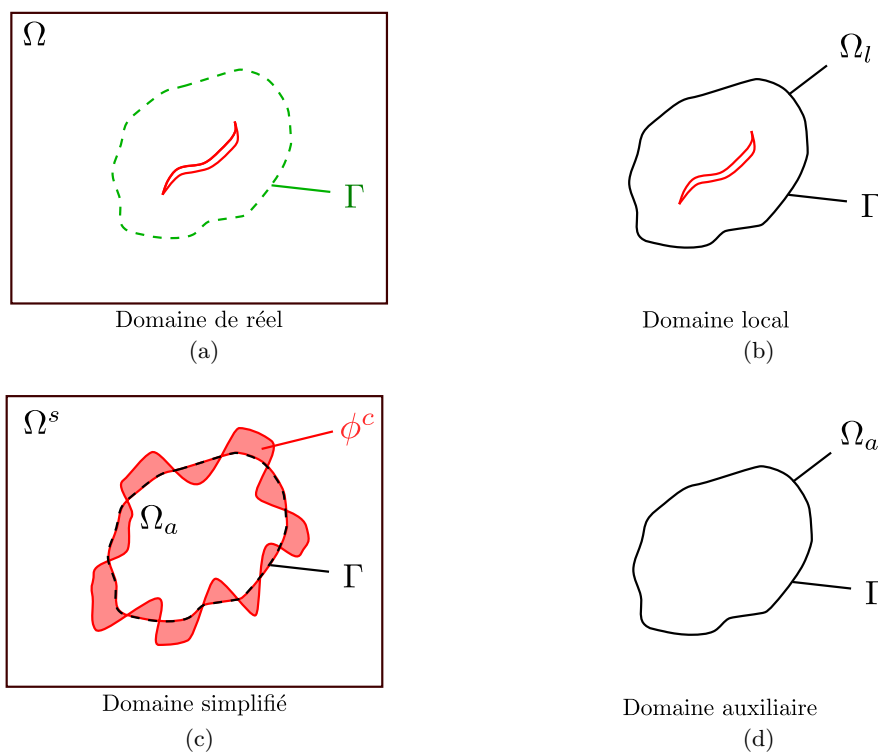 Ω
Γ
Domaine de réel
(a)
Ω_l
Γ
Domaine local
(b)
Ω^s
ϕ^c
Ω_a
Γ
Domaine simplifié
(c)
Ω_a
Γ
Domaine auxiliaire
(d)